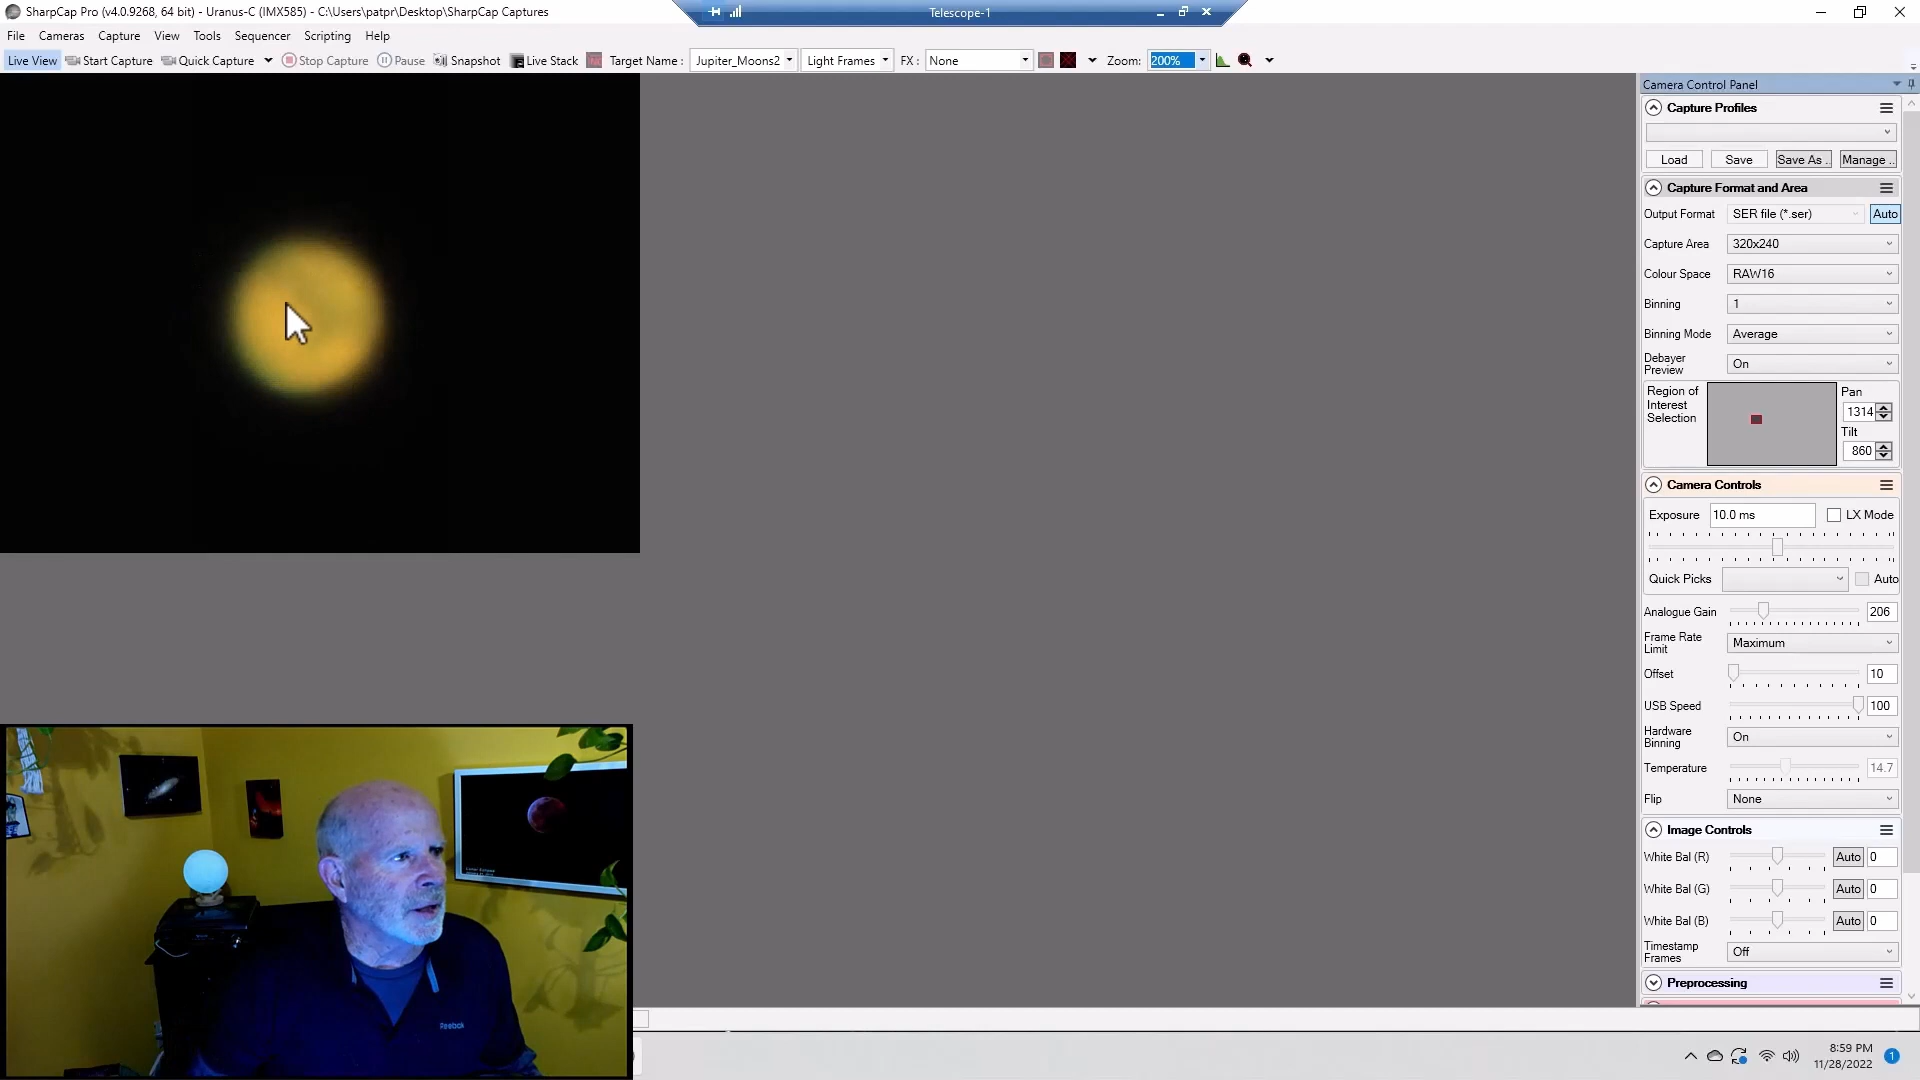 SharpCap Pro (v4.0.9268, 64 bit) - Uranus-C (IMX585) - C:\Users\patpr\Desktop\SharpCap Captures
Telescope-1
File Cameras Capture View Tools Sequencer Scripting Help
Live View Start Capture Quick Capture Stop Capture Pause Snapshot Live Stack Target Name : Jupiter_Moons2 Light Frames FX : None Zoom: 200%
Camera Control Panel
Capture Profiles
Load Save Save As .. Manage ..
Capture Format and Area
Output Format SER file (*.ser) Auto
Capture Area 320x240
Colour Space RAW16
Binning 1
Binning Mode Average
Debayer Preview On
Region of Interest Selection
Pan
1314
Tilt
860
Camera Controls
Exposure 10.0 ms LX Mode
Quick Picks Auto
Analogue Gain 206
Frame Rate Limit Maximum
Offset 10
USB Speed 100
Hardware Binning On
Temperature 14.7
Flip None
Image Controls
White Bal (R) Auto 0
White Bal (G) Auto 0
White Bal (B) Auto 0
Timestamp Frames Off
Preprocessing
Reebok
8:59 PM
11/28/2022
1